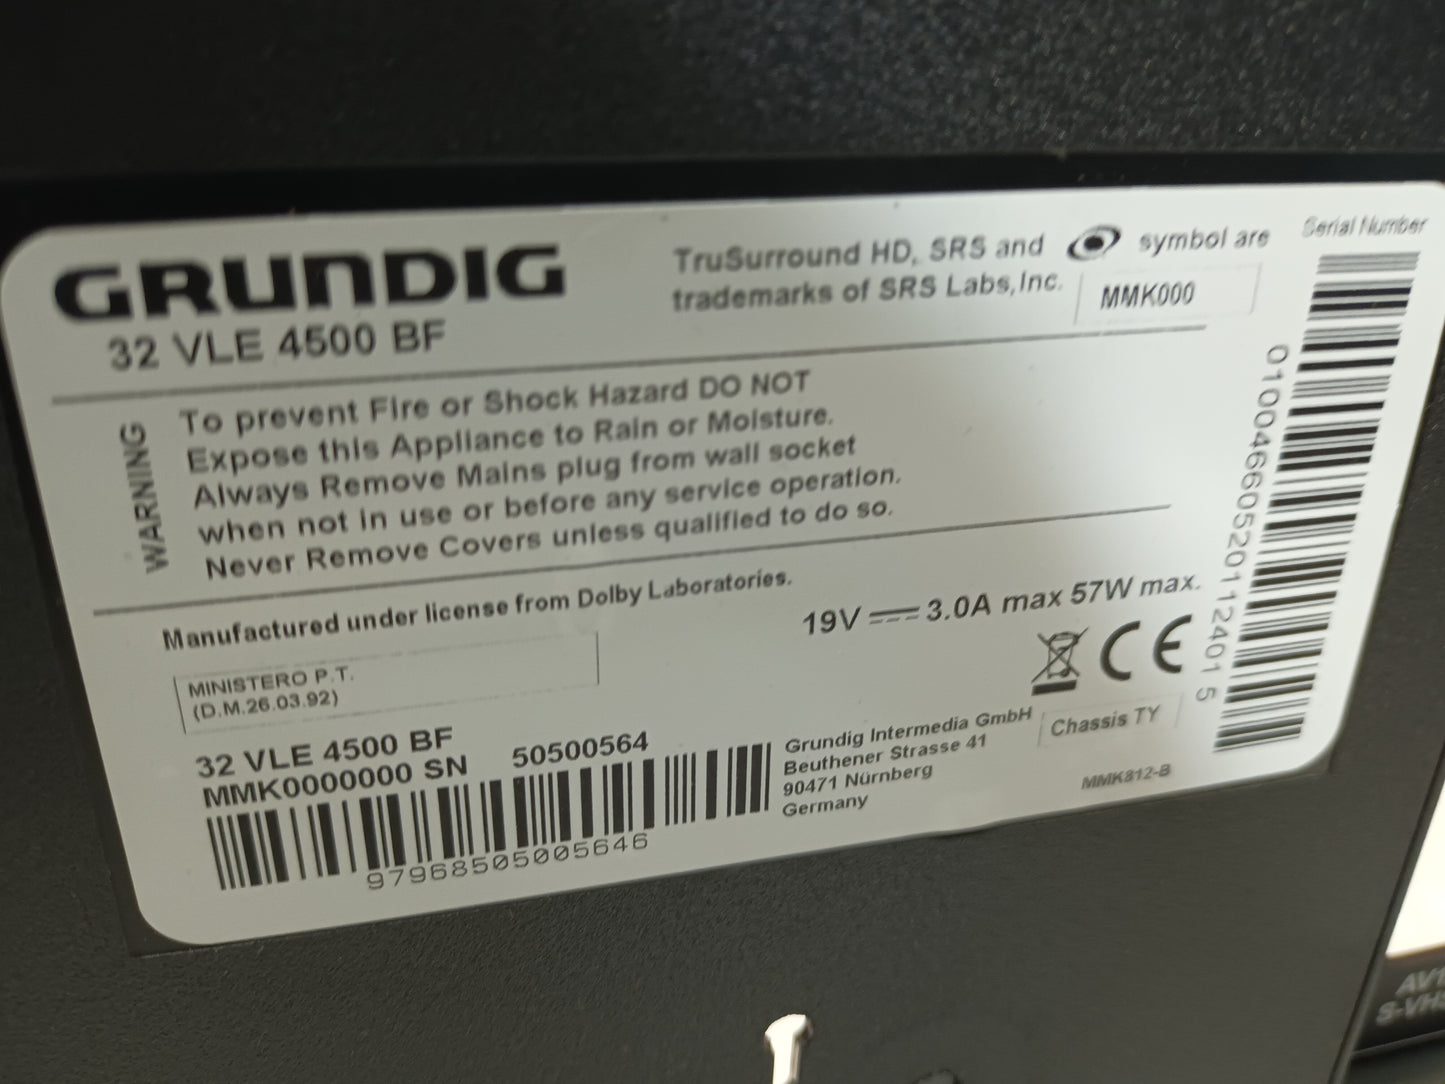 GRUNDIG
32 VLE 4500 BF
TruSurround HD, SRS and symbol are
trademarks of SRS Labs,Inc.
MMK000
Serial Number
WARNING
To prevent Fire or Shock Hazard DO NOT
Expose this Appliance to Rain or Moisture.
Always Remove Mains plug from wall socket
when not in use or before any service operation.
Never Remove Covers unless qualified to do so.
Manufactured under license from Dolby Laboratories.
19V 3.0A max 57W max.
MINISTERO P.T.
(D.M.26.03.92)
CE
32 VLE 4500 BF
MMK0000000 SN 50500564
97968505005646
Grundig Intermedia GmbH
Beuthener Strasse 41
90471 Nürnberg
Germany
Chassis TY
MMK812-B
010046605201124015
AV1